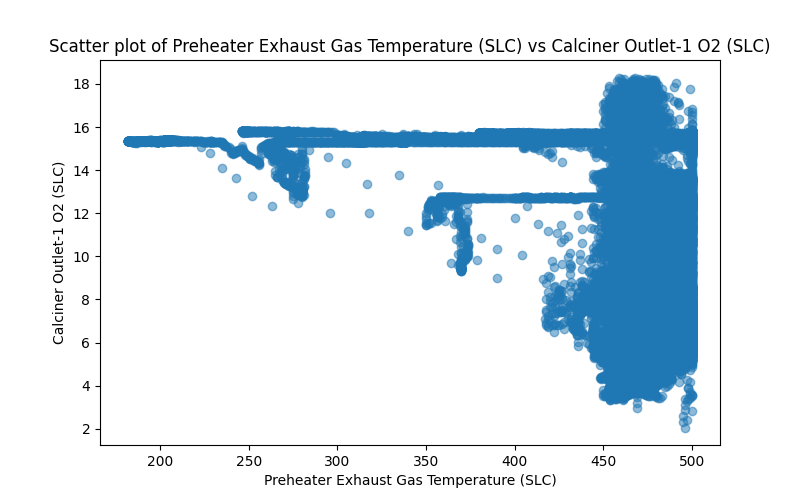 Scatter plot of Preheater Exhaust Gas Temperature (SLC) vs Calciner Outlet-1 O2 (SLC)
18
16
14
12
10
8
6
4
2
Calciner Outlet-1 O2 (SLC)
200 250 300 350 400 450 500
Preheater Exhaust Gas Temperature (SLC)